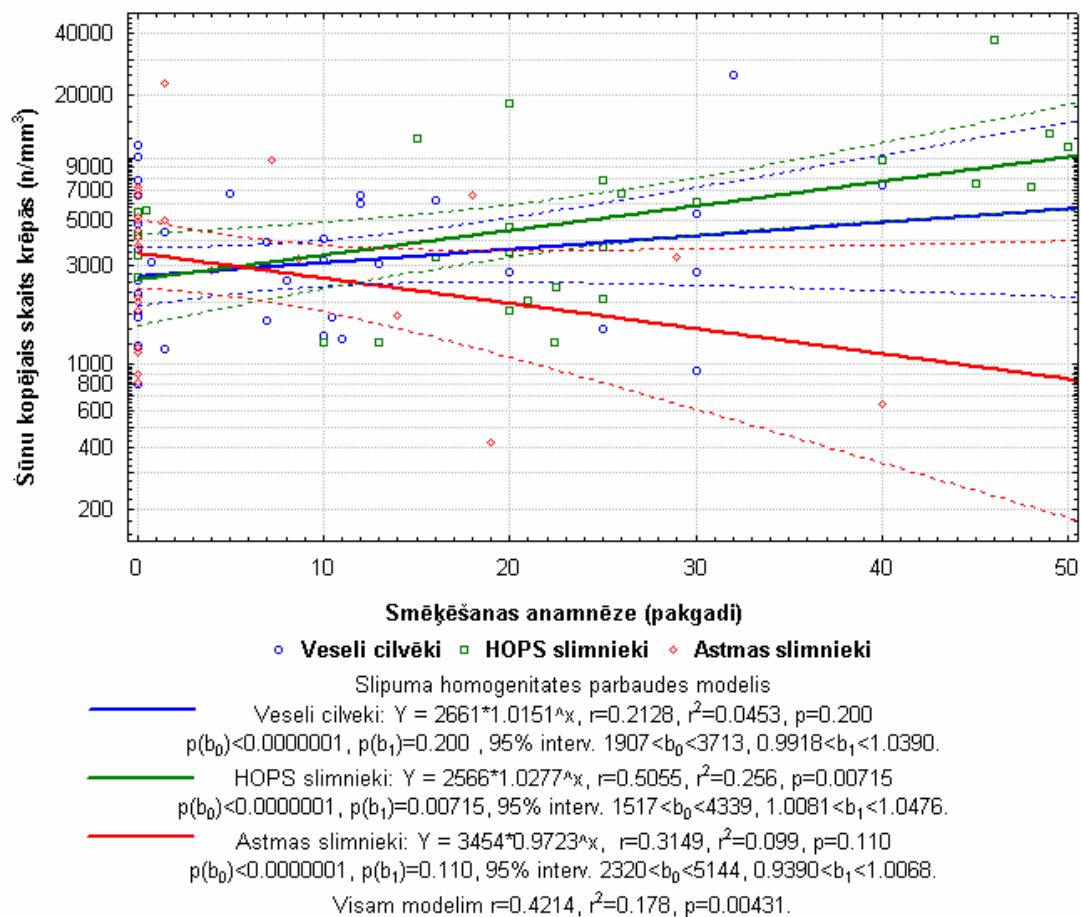 40000
20000
9000
7000
5000
3000
1000
800
600
400
200
Šūnu kopējais skaits krēpās (n/mm³)
0 10 20 30 40 50
Smēķēšanas anamnēze (pakgadi)
Veseli cilvēki HOPS slimnieki Astmas slimnieki
Slipuma homogenitates parbaudes modelis
Veseli cilveki: Y = 2661*1.0151^x, r=0.2128, r²=0.0453, p=0.200
p(b₀)<0.0000001, p(b₁)=0.200 , 95% interv. 1907<b₀<3713, 0.9918<b₁<1.0390.
HOPS slimnieki: Y = 2566*1.0277^x, r=0.5055, r²=0.256, p=0.00715
p(b₀)<0.0000001, p(b₁)=0.00715, 95% interv. 1517<b₀<4339, 1.0081<b₁<1.0476.
Astmas slimnieki: Y = 3454*0.9723^x, r=0.3149, r²=0.099, p=0.110
p(b₀)<0.0000001, p(b₁)=0.110, 95% interv. 2320<b₀<5144, 0.9390<b₁<1.0068.
Visam modelim r=0.4214, r²=0.178, p=0.00431.